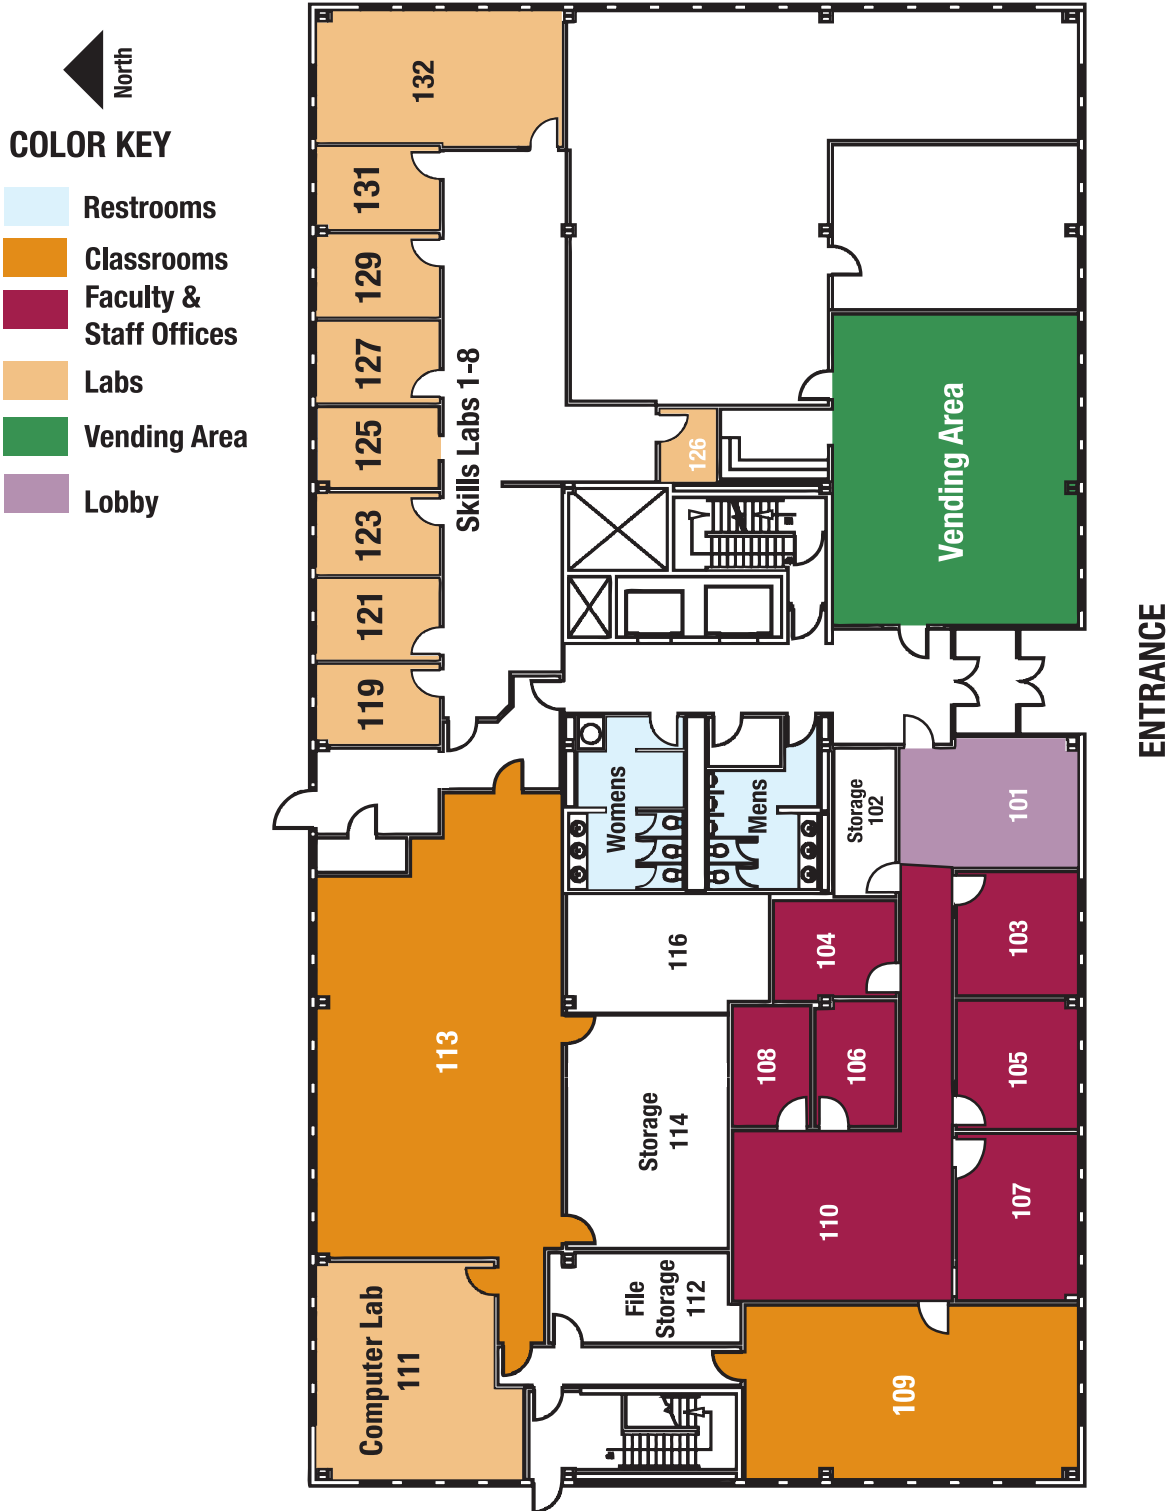 North
COLOR KEY
Restrooms
Classrooms
Faculty &
Staff Offices
Labs
Vending Area
Lobby
132
131
129
127
125
123
121
119
Skills Labs 1-8
126
Vending Area
ENTRANCE
Womens
Mens
Storage
102
101
103
104
116
113
108
106
105
Storage
114
110
107
File
Storage
112
Computer Lab
111
109